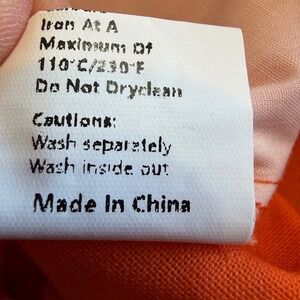 Iron At A
Maximum Of
110°C/230°F
Do Not Dryclean
Cautions:
Wash separately
Wash inside out
Made In China